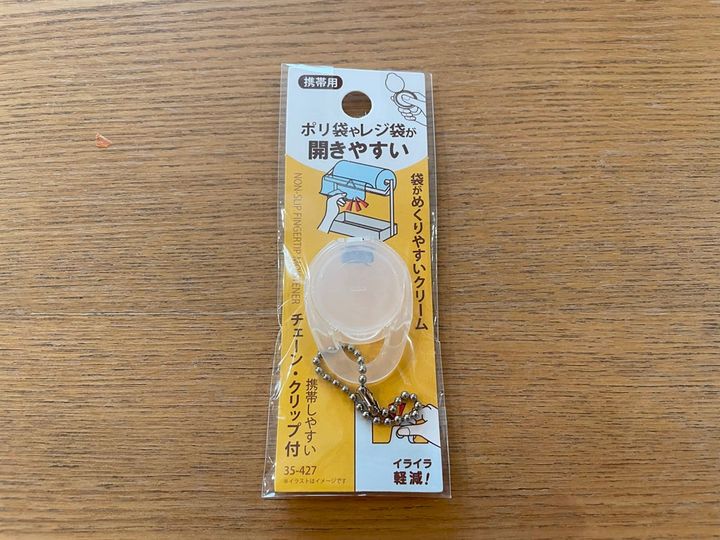 携帯用
ポリ袋やレジ袋が
開きやすい
袋がめくりやすいクリーム
NON-SLIP FINGERTIP
携帯しやすい
チェーン・クリップ付
35-427
※イラストはイメージです
イライラ
軽減!